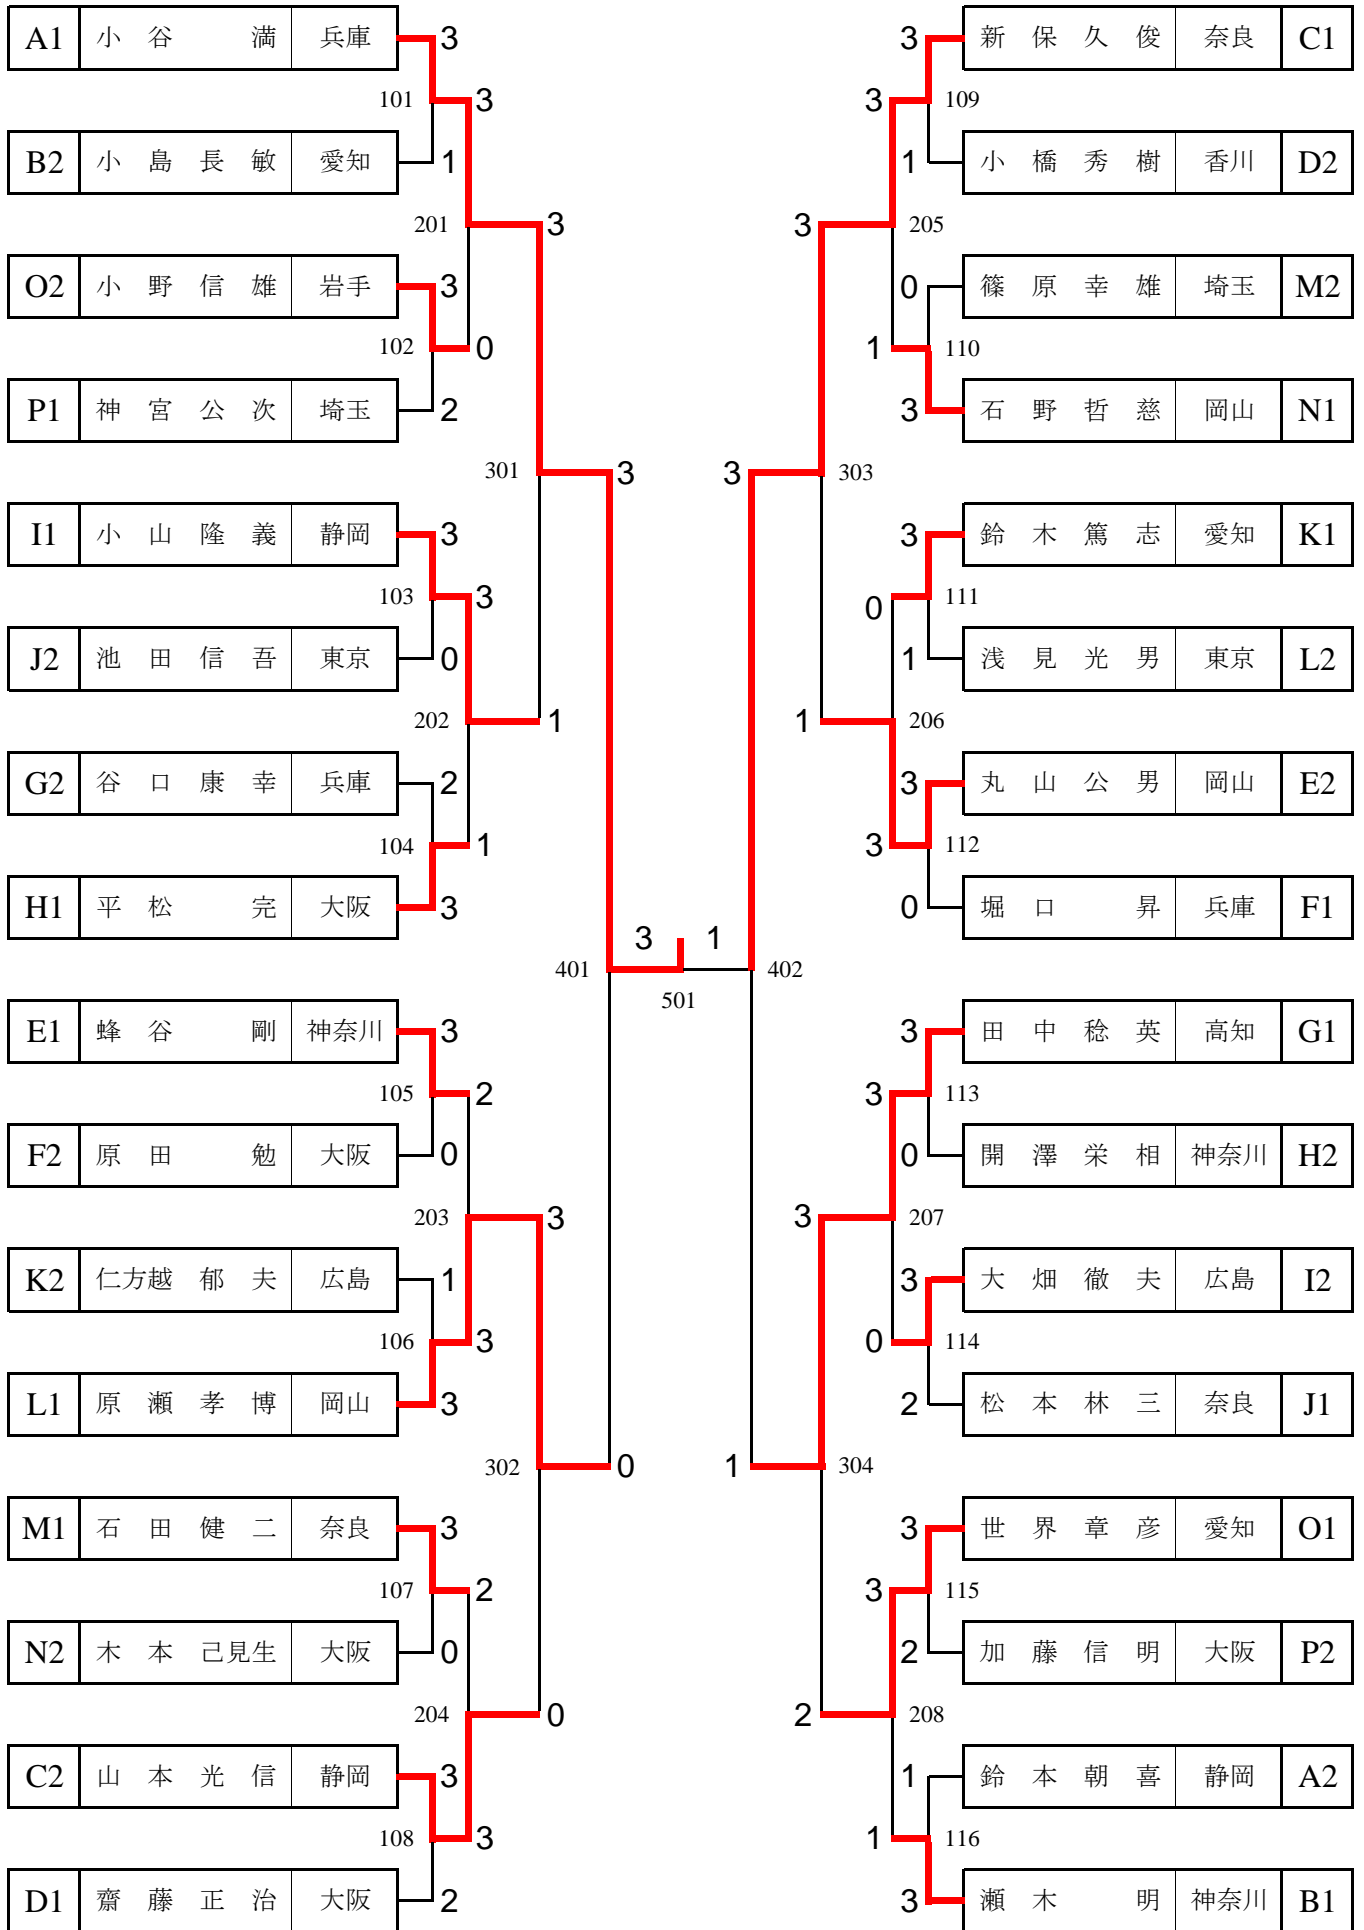 A1 小谷 満 兵庫 3 3 新保久俊 奈良 C1
101 3 3 109
B2 小島長敏 愛知 1 1 小橋秀樹 香川 D2
201 3 3 205
O2 小野信雄 岩手 3 0 篠原幸雄 埼玉 M2
102 0 1 110
P1 神宮公次 埼玉 2 3 石野哲慈 岡山 N1
301 3 3 303
I1 小山隆義 静岡 3 3 鈴木篤志 愛知 K1
103 3 0 111
J2 池田信吾 東京 0 1 浅見光男 東京 L2
202 1 1 206
G2 谷口康幸 兵庫 2 3 丸山公男 岡山 E2
104 1 3 112
H1 平松 完 大阪 3 0 堀口 昇 兵庫 F1
3 1
401 402
501
E1 蜂谷 剛 神奈川 3 3 田中稔英 高知 G1
105 2 3 113
F2 原田 勉 大阪 0 0 開澤栄相 神奈川 H2
203 3 3 207
K2 仁方越郁夫 広島 1 3 大畑徹夫 広島 I2
106 3 0 114
L1 原瀬孝博 岡山 3 2 松本林三 奈良 J1
302 0 1 304
M1 石田健二 奈良 3 3 世界章彦 愛知 O1
107 2 3 115
N2 木本己見生 大阪 0 2 加藤信明 大阪 P2
204 0 2 208
C2 山本光信 静岡 3 1 鈴本朝喜 静岡 A2
108 3 1 116
D1 齋藤正治 大阪 2 3 瀬木 明 神奈川 B1